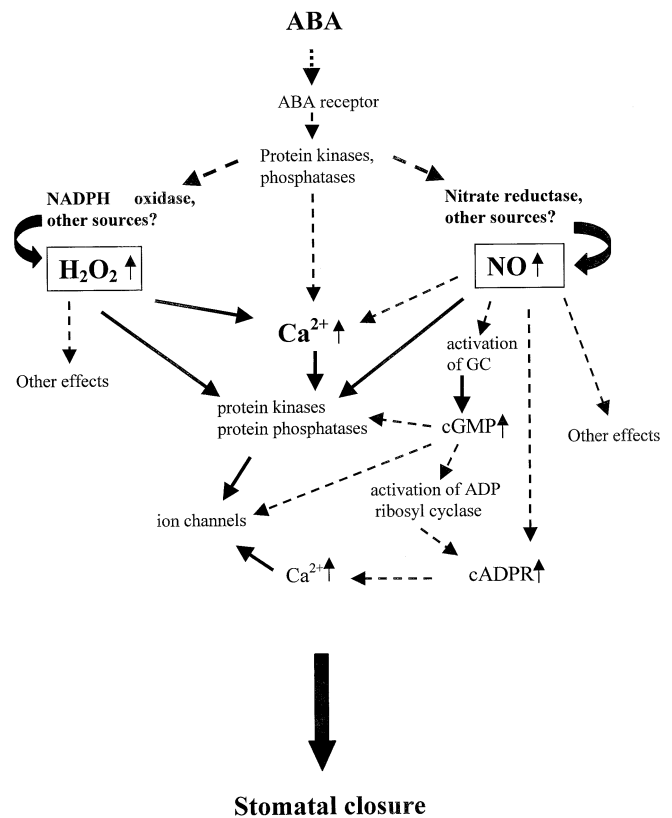 ABA
ABA receptor
Protein kinases,
phosphatases
NADPH oxidase,
other sources?
Nitrate reductase,
other sources?
H₂O₂
NO
Ca²⁺
activation
of GC
Other effects
protein kinases
protein phosphatases
cGMP
Other effects
activation of ADP
ribosyl cyclase
ion channels
Ca²⁺
cADPR
Stomatal closure